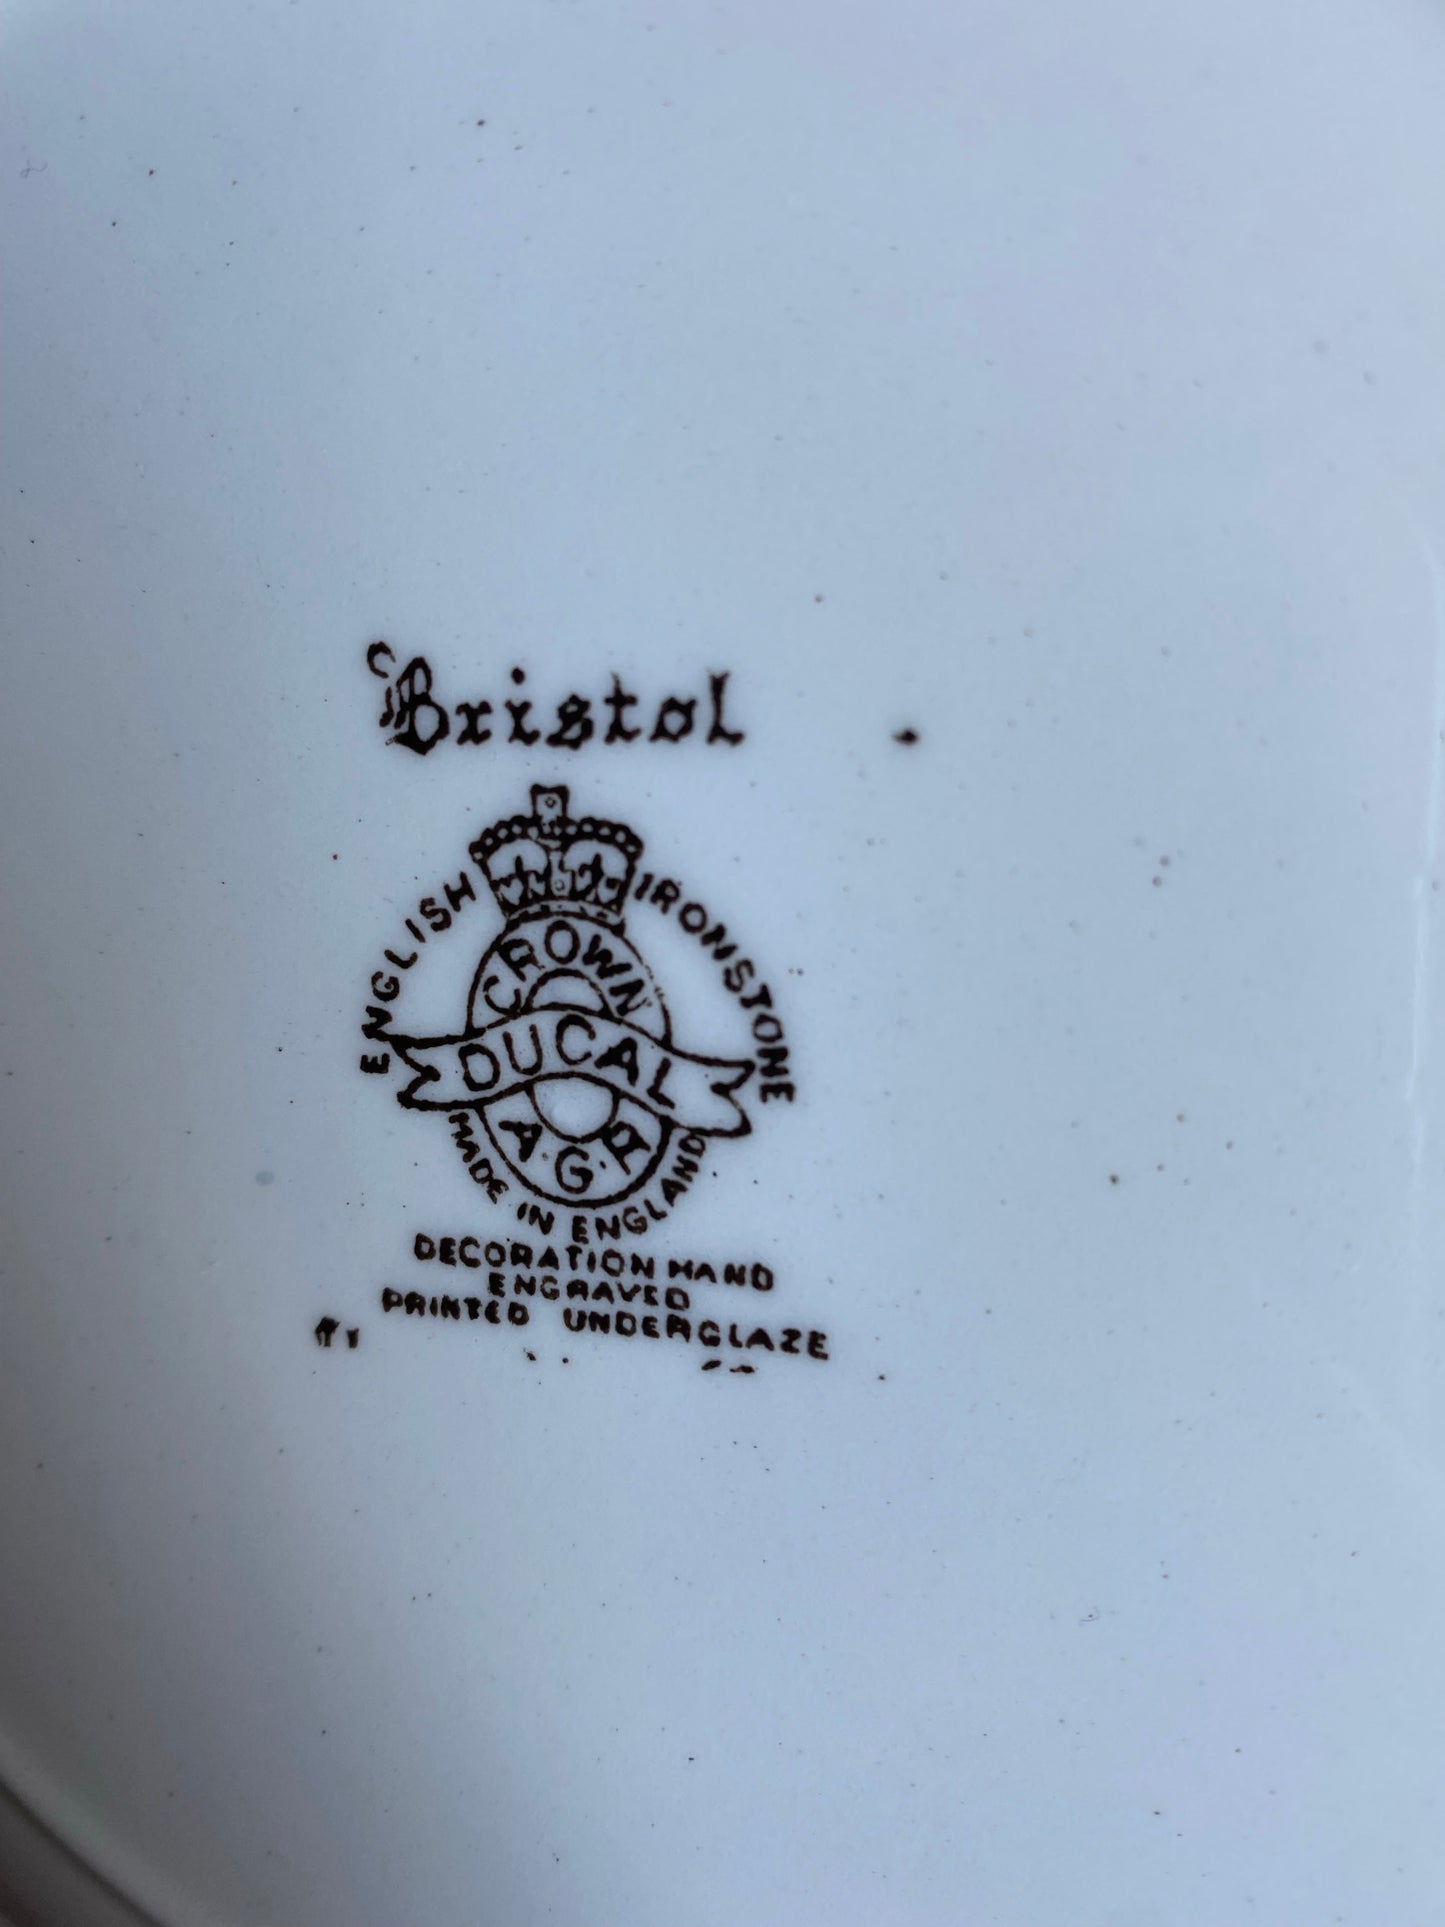 Bristol
ENGLISH IRONSTONE
CROWN
DUCAL
A.G.R
MADE IN ENGLAND
DECORATION HAND
ENGRAVED
PRINTED UNDERGLAZE